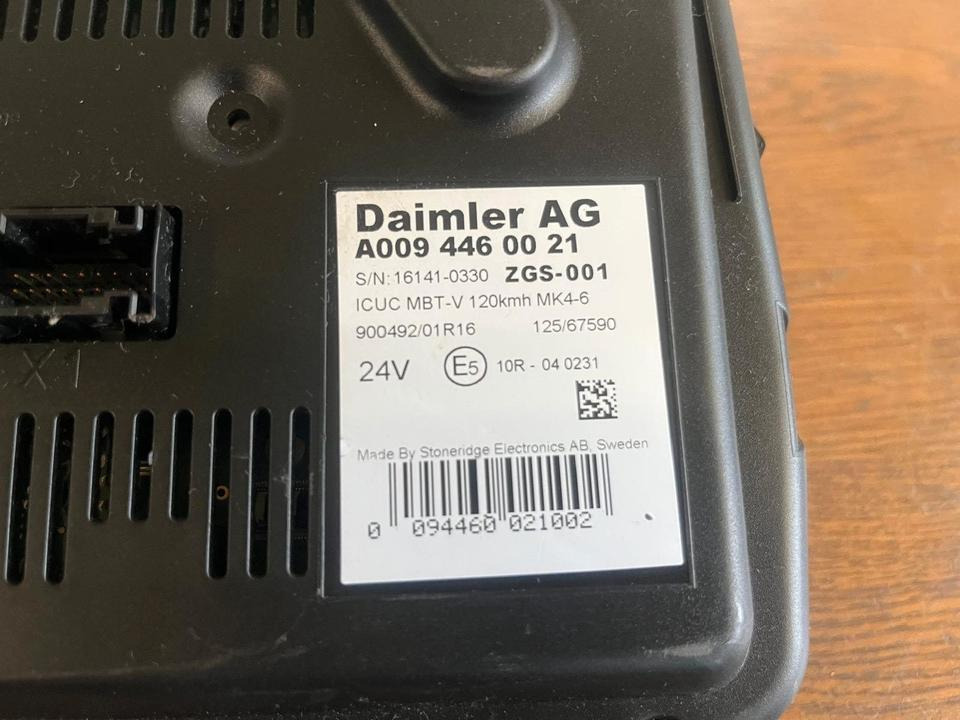 Daimler AG
A009 446 00 21
S/N: 16141-0330 ZGS-001
ICUC MBT-V 120kmh MK4-6
900492/01R16 125/67590
24V E5 10R - 04 0231
Made By Stoneridge Electronics AB, Sweden
0 094460 021002
X1